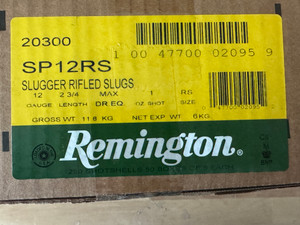 20300
1 00 47700 02095 9
SP12RS
SLUGGER RIFLED SLUGS
12 2 3/4 MAX 1 RS
GAUGE LENGTH DR.EQ. OZ SHOT SIZE
GROSS WT. 11.8 KG NET EXP. WT. 6KG
Remington®